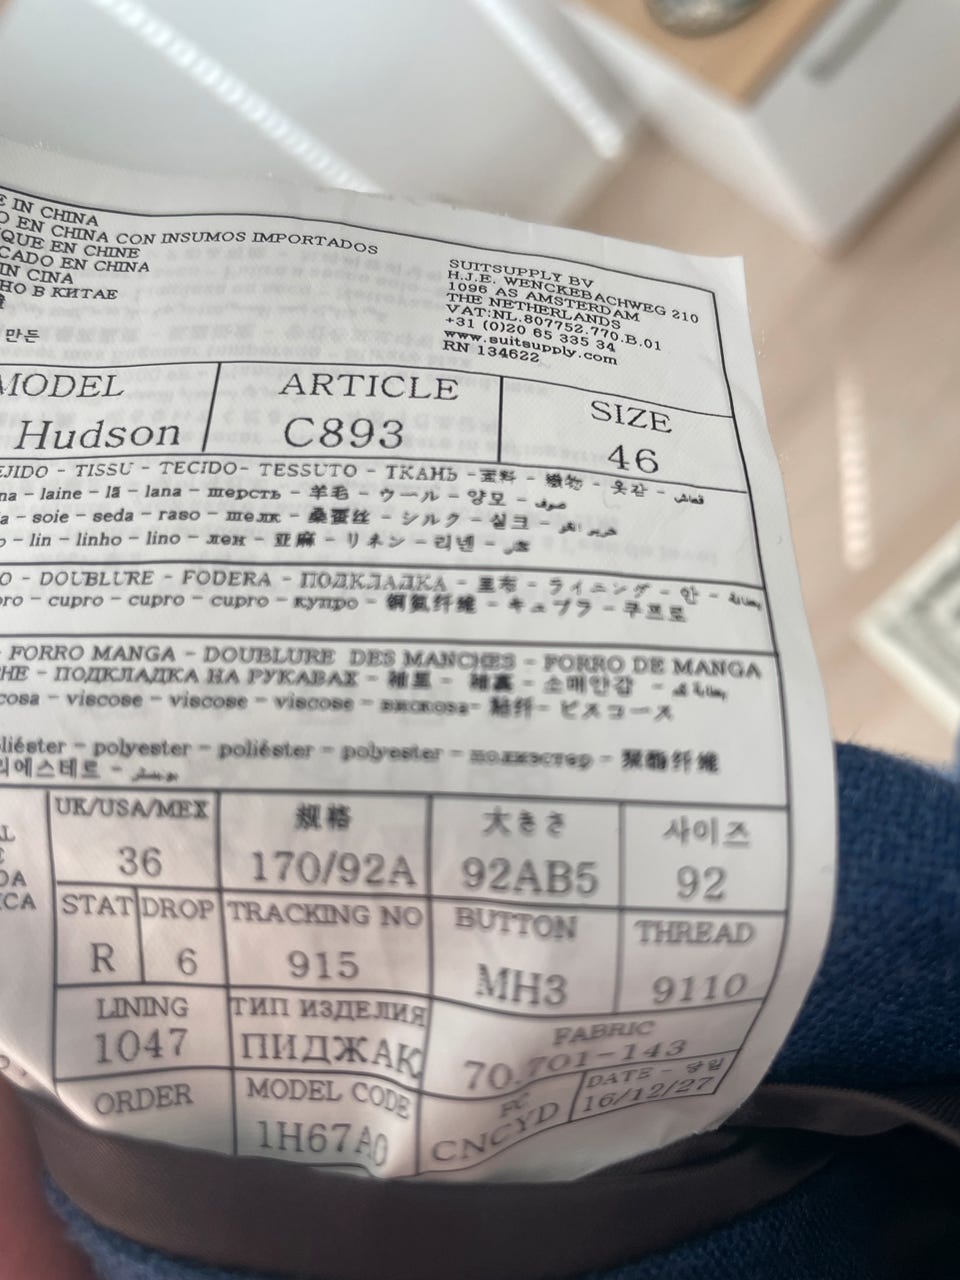 E IN CHINA
O EN CHINA CON INSUMOS IMPORTADOS
QUE EN CHINE
CADO EN CHINA
IN CINA
НО В КИТАЕ
만든
SUITSUPPLY BV
H.J.E. WENCKEBACHWEG 210
1096 AS AMSTERDAM
THE NETHERLANDS
VAT:NL.807752.770.B.01
+31 (0)20 65 335 34
www.suitsupply.com
RN 134622
MODEL
Hudson
ARTICLE
C893
SIZE
46
EJIDO - TISSU - TECIDO- TESSUTO - ТКАНЬ - 面料 - 織物 - 옷감 - قماش
na - laine - lã - lana - шерсть - 羊毛 - ウール - 양모 - صوف
a - soie - seda - raso - шелк - 桑蚕丝 - シルク - 실크 -
o - lin - linho - lino - лен - 亚麻 - リネン - 리넨 -
O - DOUBLURE - FODERA - ПОДКЛАДКА - 里布 - ライニング - 안 -
pro - cupro - cupro - cupro - купро - 铜氨纤维 - キュプラ - 쿠프로
- FORRO MANGA - DOUBLURE DES MANCHES - FORRO DE MANGA
HE - ПОДКЛАДКА НА РУКАВАХ - 袖里 - 袖裏 - 소매안감 -
cosa - viscose - viscose - viscose - вискоза- 粘纤 - ビスコース
liéster - polyester - poliéster - polyester - полиэстер - 聚酯纤维
리에스테르 -
UK/USA/MEX
36
规格
170/92A
大きさ
92AB5
사이즈
92
STAT
R
DROP
6
TRACKING NO
915
BUTTON
MH3
THREAD
9110
LINING
1047
ТИП ИЗДЕЛИЯ
ПИДЖАК
FABRIC
70.701-143
ORDER
MODEL CODE
1H67A0
FC
CNCYD
DATE -
16/12/27